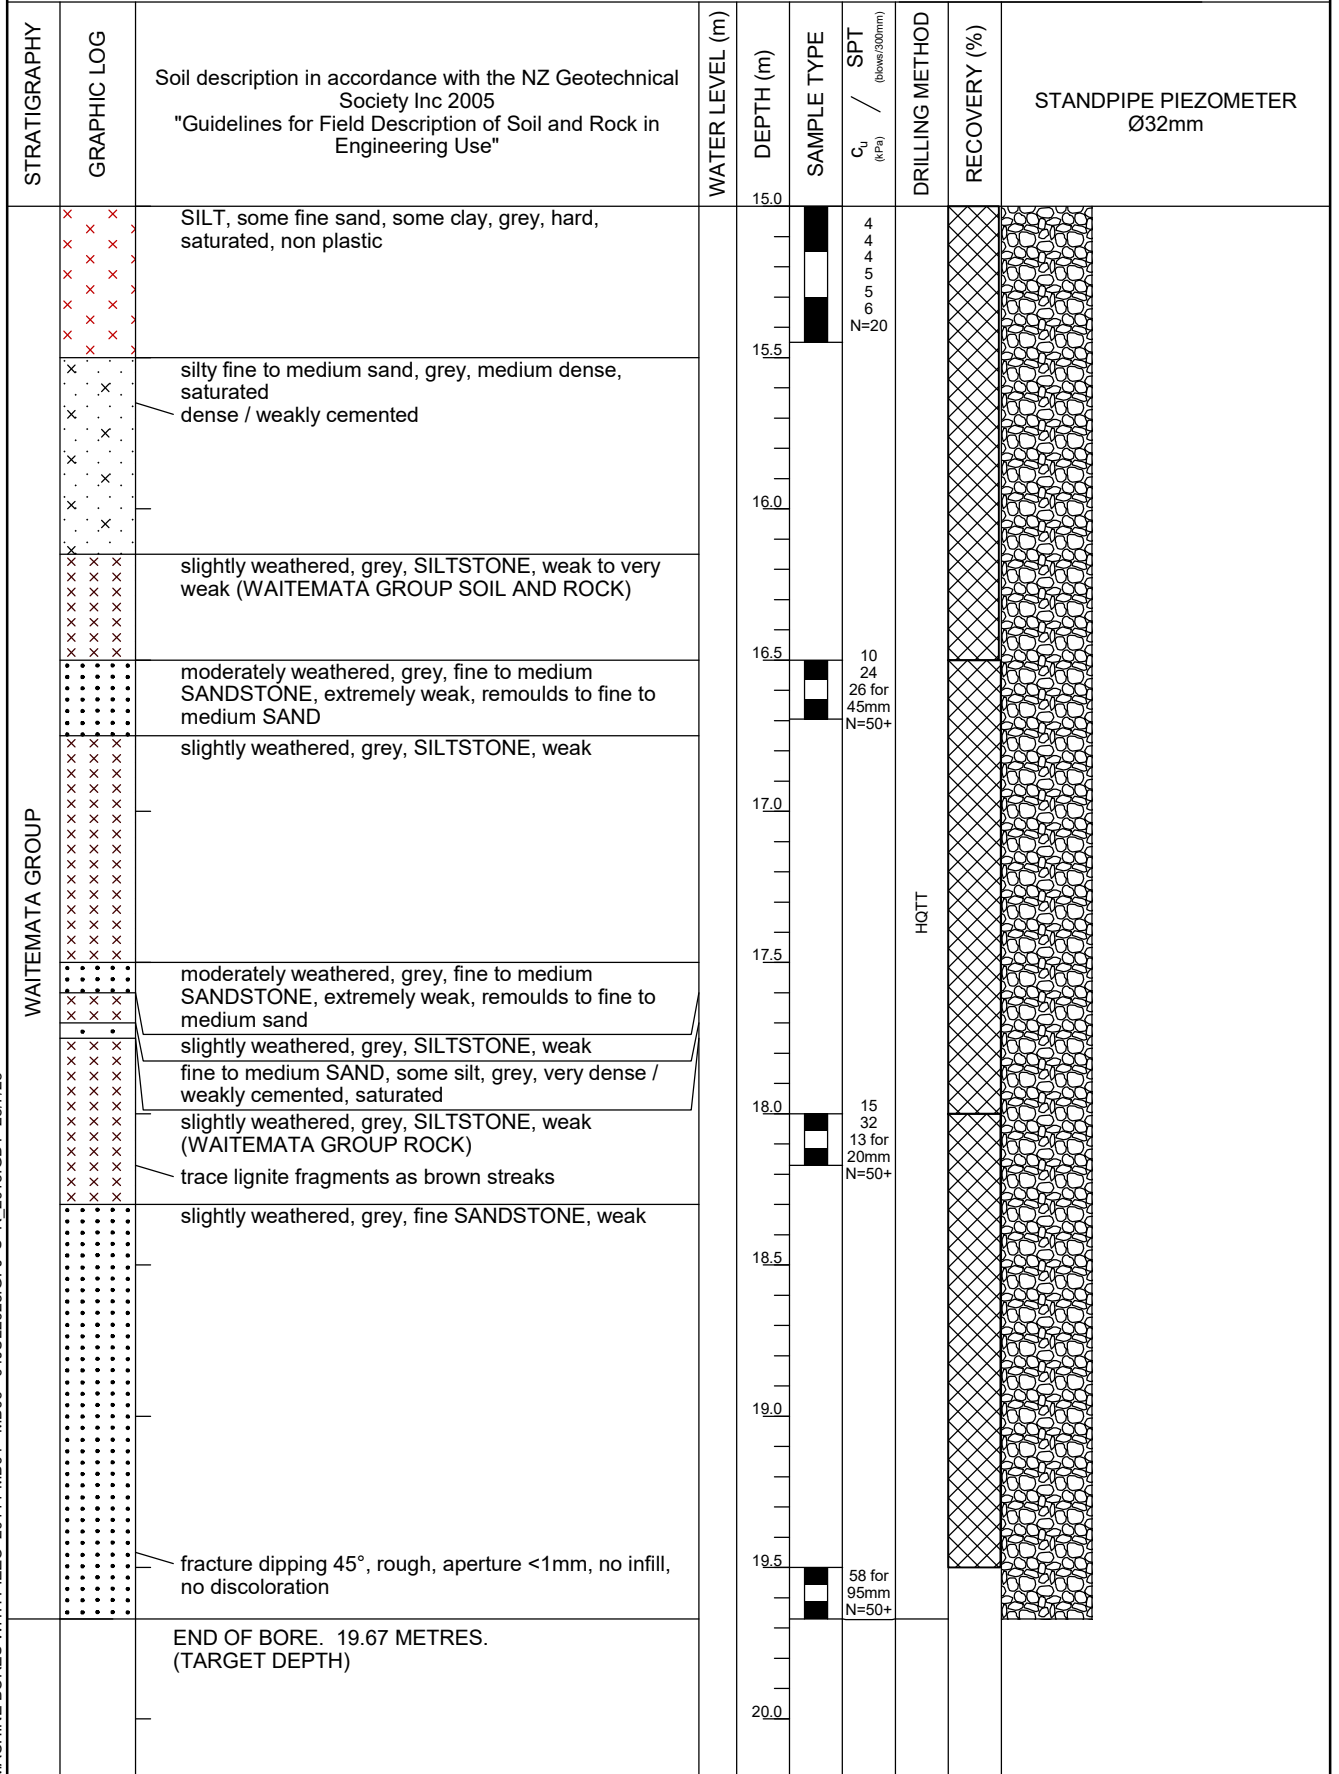 STRATIGRAPHY
GRAPHIC LOG
Soil description in accordance with the NZ Geotechnical
Society Inc 2005
"Guidelines for Field Description of Soil and Rock in
Engineering Use"
WATER LEVEL (m)
DEPTH (m)
SAMPLE TYPE
SPT
(blows/300mm)
/
cu
(kPa)
DRILLING METHOD
RECOVERY (%)
STANDPIPE PIEZOMETER
Ø32mm
15.0
SILT, some fine sand, some clay, grey, hard,
saturated, non plastic
4
4
4
5
5
6
N=20
15.5
silty fine to medium sand, grey, medium dense,
saturated
dense / weakly cemented
16.0
slightly weathered, grey, SILTSTONE, weak to very
weak (WAITEMATA GROUP SOIL AND ROCK)
16.5
moderately weathered, grey, fine to medium
SANDSTONE, extremely weak, remoulds to fine to
medium SAND
10
24
26 for
45mm
N=50+
slightly weathered, grey, SILTSTONE, weak
17.0
WAITEMATA GROUP
HQTT
17.5
moderately weathered, grey, fine to medium
SANDSTONE, extremely weak, remoulds to fine to
medium sand
slightly weathered, grey, SILTSTONE, weak
fine to medium SAND, some silt, grey, very dense /
weakly cemented, saturated
18.0
slightly weathered, grey, SILTSTONE, weak
(WAITEMATA GROUP ROCK)
trace lignite fragments as brown streaks
15
32
13 for
20mm
N=50+
slightly weathered, grey, fine SANDSTONE, weak
18.5
19.0
19.5
fracture dipping 45°, rough, aperture <1mm, no infill,
no discoloration
58 for
95mm
N=50+
END OF BORE. 19.67 METRES.
(TARGET DEPTH)
20.0